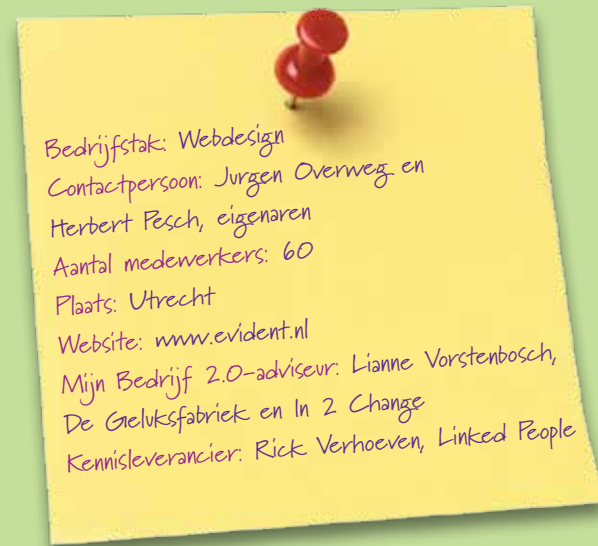 Bedrijfstak: Webdesign
Contactpersoon: Jurgen Overweg en
Herbert Pesch, eigenaren
Aantal medewerkers: 60
Plaats: Utrecht
Website: www.evident.nl
Mijn Bedrijf 2.0-adviseur: Lianne Vorstenbosch,
De Geluksfabriek en In 2 Change
Kennisleverancier: Rick Verhoeven, Linked People